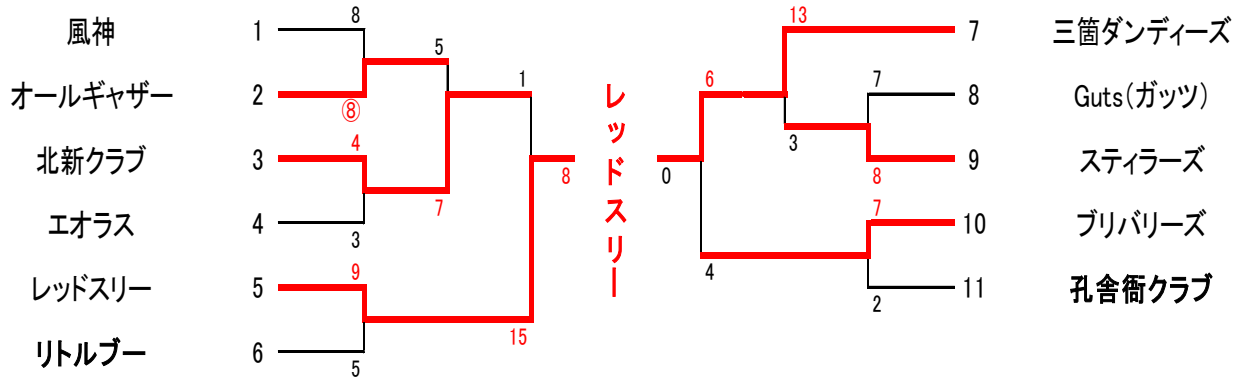 風神 1 8 13 7 三箇ダンディーズ
5
オールギャザー 2 ⑧ 1 6 7 8 Guts(ガッツ)
北新クラブ 3 4 8 0 3 8 9 スティラーズ
エオラス 4 3 7 7 10 ブリバリーズ
レッドスリー 5 9 15 4 2 11 孔舎衙クラブ
リトルブー 6 5
レッドスリー